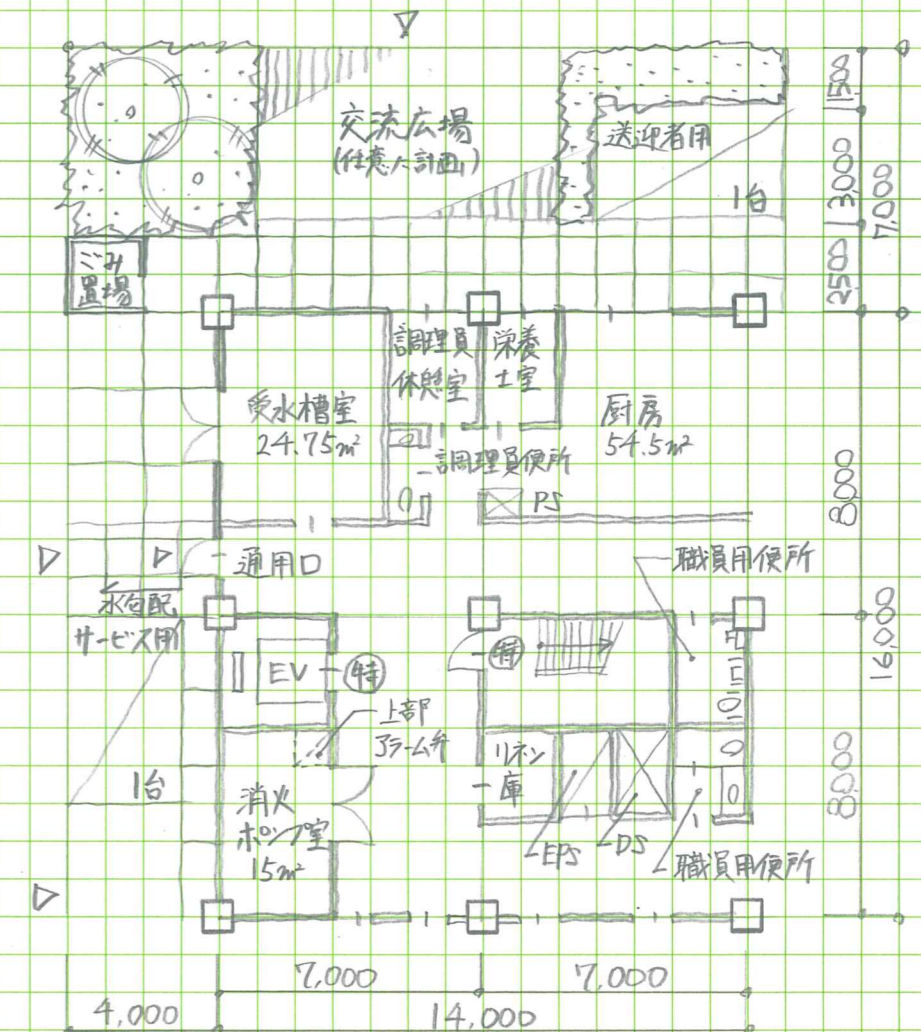 交流広場
(任意に計画)
送迎者用
1台
1,500
3,000
7,000
2500
ごみ
置場
調理員
休憩室
栄養
士室
受水槽室
24.75㎡
厨房
54.5㎡
調理員便所
PS
8,000
通用口
職員用便所
水勾配
サービス用
16,000
EV
特
特
上部
アラーム弁
リネン
庫
1台
消火
ポンプ室
15㎡
8,000
EPS
DS
職員用便所
7,000
7,000
4,000
14,000